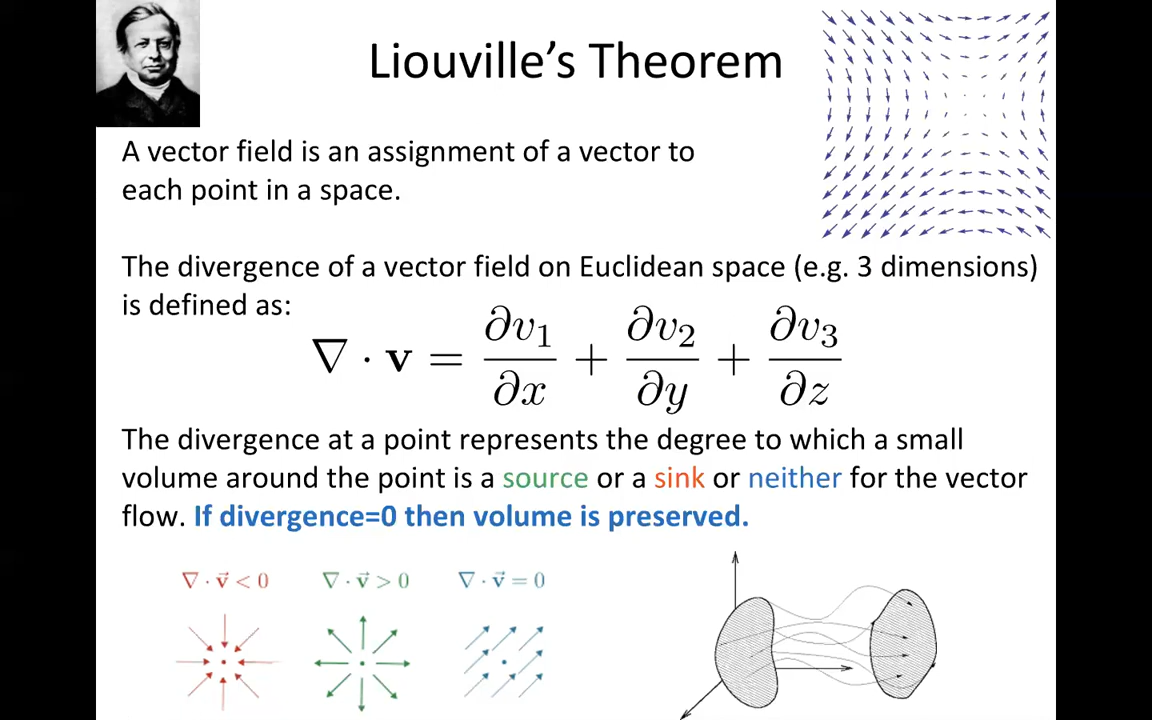 Liouville’s Theorem
A vector field is an assignment of a vector to
each point in a space.
The divergence of a vector field on Euclidean space (e.g. 3 dimensions)
is defined as:
∇ · v = ∂v₁/∂x + ∂v₂/∂y + ∂v₃/∂z
The divergence at a point represents the degree to which a small
volume around the point is a source or a sink or neither for the vector
flow. If divergence=0 then volume is preserved.
∇ · v⃗ < 0 ∇ · v⃗ > 0 ∇ · v⃗ = 0